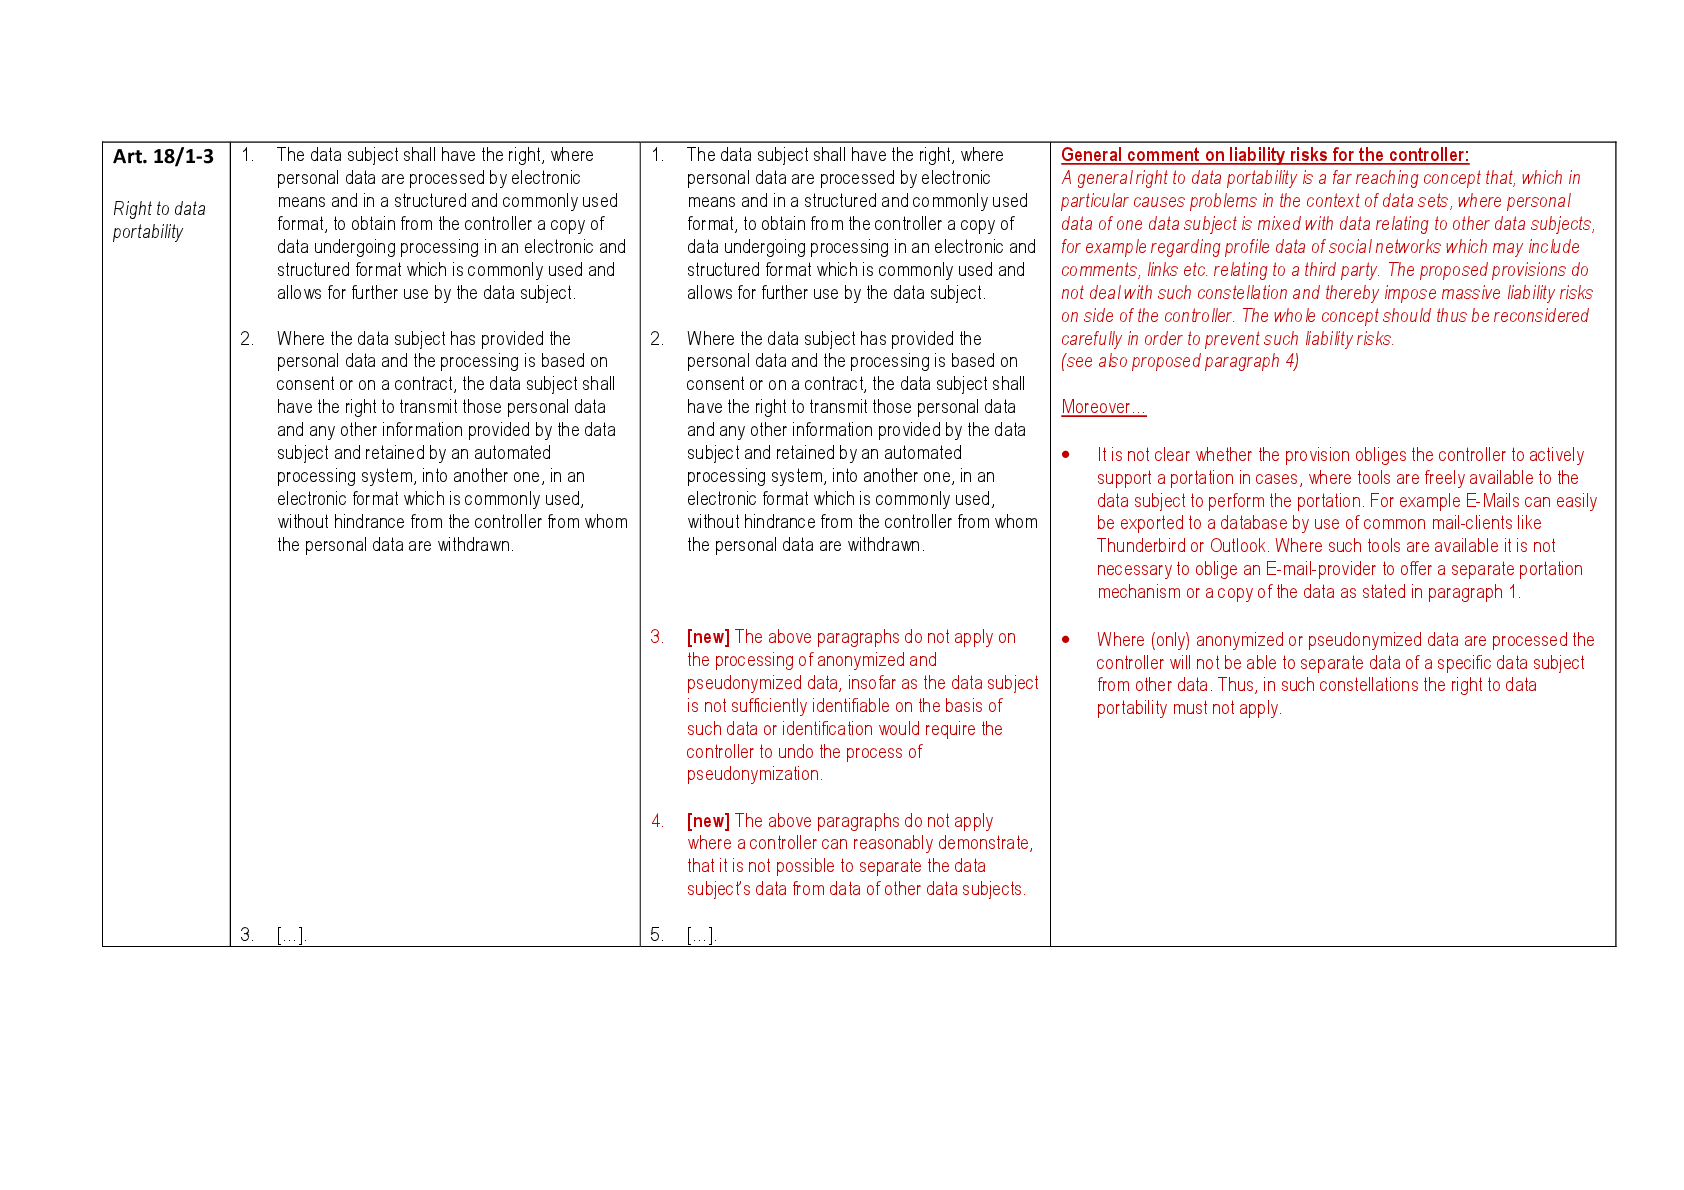 Art. 18/1-3
Right to data
portability
1. The data subject shall have the right, where
personal data are processed by electronic
means and in a structured and commonly used
format, to obtain from the controller a copy of
data undergoing processing in an electronic and
structured format which is commonly used and
allows for further use by the data subject.
2. Where the data subject has provided the
personal data and the processing is based on
consent or on a contract, the data subject shall
have the right to transmit those personal data
and any other information provided by the data
subject and retained by an automated
processing system, into another one, in an
electronic format which is commonly used,
without hindrance from the controller from whom
the personal data are withdrawn.
3. […].
1. The data subject shall have the right, where
personal data are processed by electronic
means and in a structured and commonly used
format, to obtain from the controller a copy of
data undergoing processing in an electronic and
structured format which is commonly used and
allows for further use by the data subject.
2. Where the data subject has provided the
personal data and the processing is based on
consent or on a contract, the data subject shall
have the right to transmit those personal data
and any other information provided by the data
subject and retained by an automated
processing system, into another one, in an
electronic format which is commonly used,
without hindrance from the controller from whom
the personal data are withdrawn.
3. [new] The above paragraphs do not apply on
the processing of anonymized and
pseudonymized data, insofar as the data subject
is not sufficiently identifiable on the basis of
such data or identification would require the
controller to undo the process of
pseudonymization.
4. [new] The above paragraphs do not apply
where a controller can reasonably demonstrate,
that it is not possible to separate the data
subject’s data from data of other data subjects.
5. […].
General comment on liability risks for the controller:
A general right to data portability is a far reaching concept that, which in
particular causes problems in the context of data sets, where personal
data of one data subject is mixed with data relating to other data subjects,
for example regarding profile data of social networks which may include
comments, links etc. relating to a third party. The proposed provisions do
not deal with such constellation and thereby impose massive liability risks
on side of the controller. The whole concept should thus be reconsidered
carefully in order to prevent such liability risks.
(see also proposed paragraph 4)
Moreover…
• It is not clear whether the provision obliges the controller to actively
support a portation in cases, where tools are freely available to the
data subject to perform the portation. For example E-Mails can easily
be exported to a database by use of common mail-clients like
Thunderbird or Outlook. Where such tools are available it is not
necessary to oblige an E-mail-provider to offer a separate portation
mechanism or a copy of the data as stated in paragraph 1.
• Where (only) anonymized or pseudonymized data are processed the
controller will not be able to separate data of a specific data subject
from other data. Thus, in such constellations the right to data
portability must not apply.